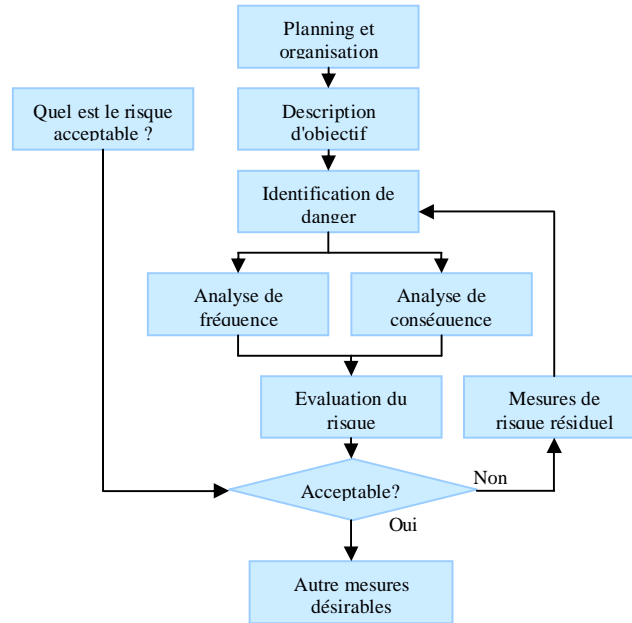 Planning et
organisation
Quel est le risque
acceptable ?
Description
d'objectif
Identification de
danger
Analyse de
fréquence
Analyse de
conséquence
Evaluation du
risque
Mesures de
risque résiduel
Acceptable?
Non
Oui
Autre mesures
désirables